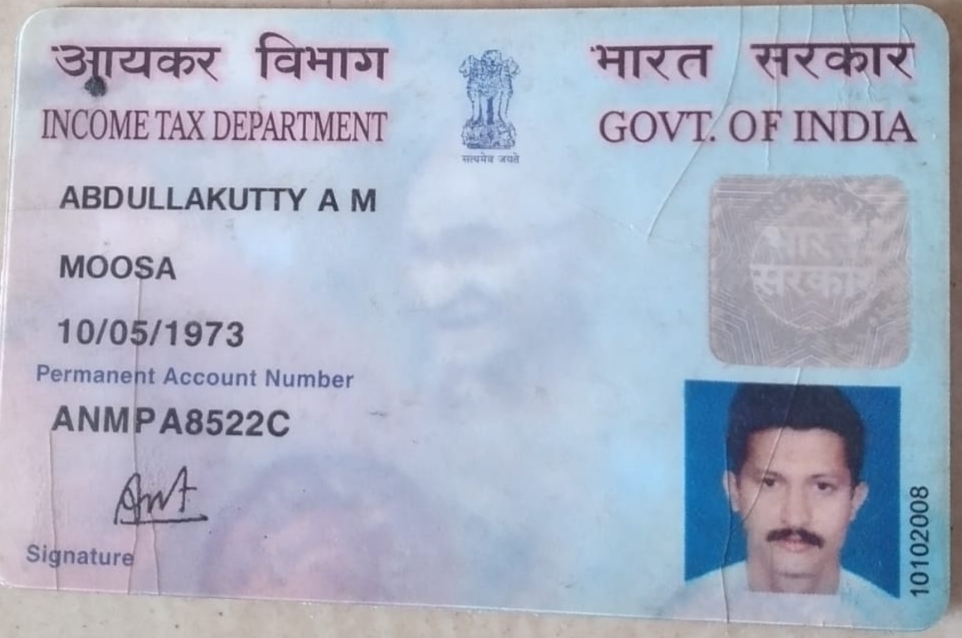 आयकर विभाग
INCOME TAX DEPARTMENT
सत्यमेव जयते
भारत सरकार
GOVT. OF INDIA
ABDULLAKUTTY A M
MOOSA
10/05/1973
Permanent Account Number
ANMPA8522C
Signature
भारत
सरकार
10102008